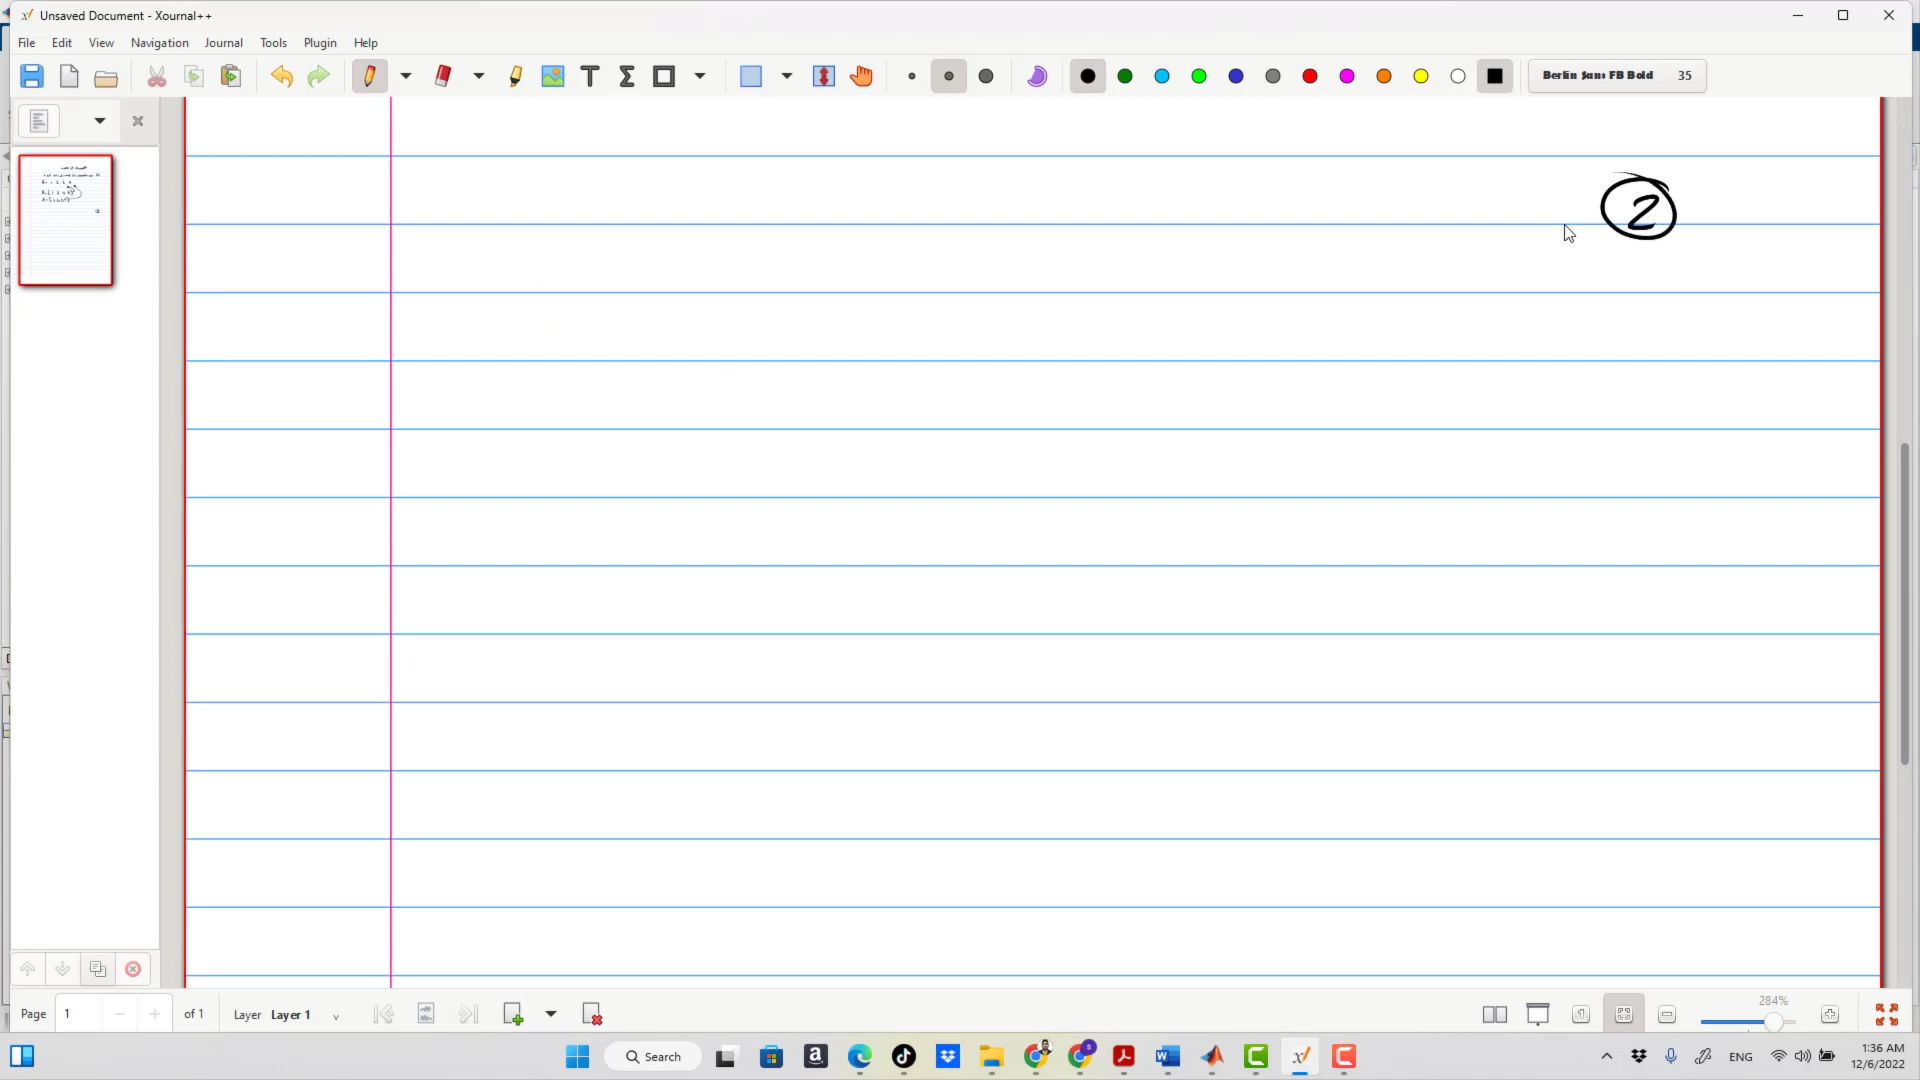 Unsaved Document - Xournal++
File Edit View Navigation Journal Tools Plugin Help
Berlin Sans FB Bold 35
2
Page 1 of 1 Layer Layer 1 284%
Search ENG 1:36 AM
12/6/2022